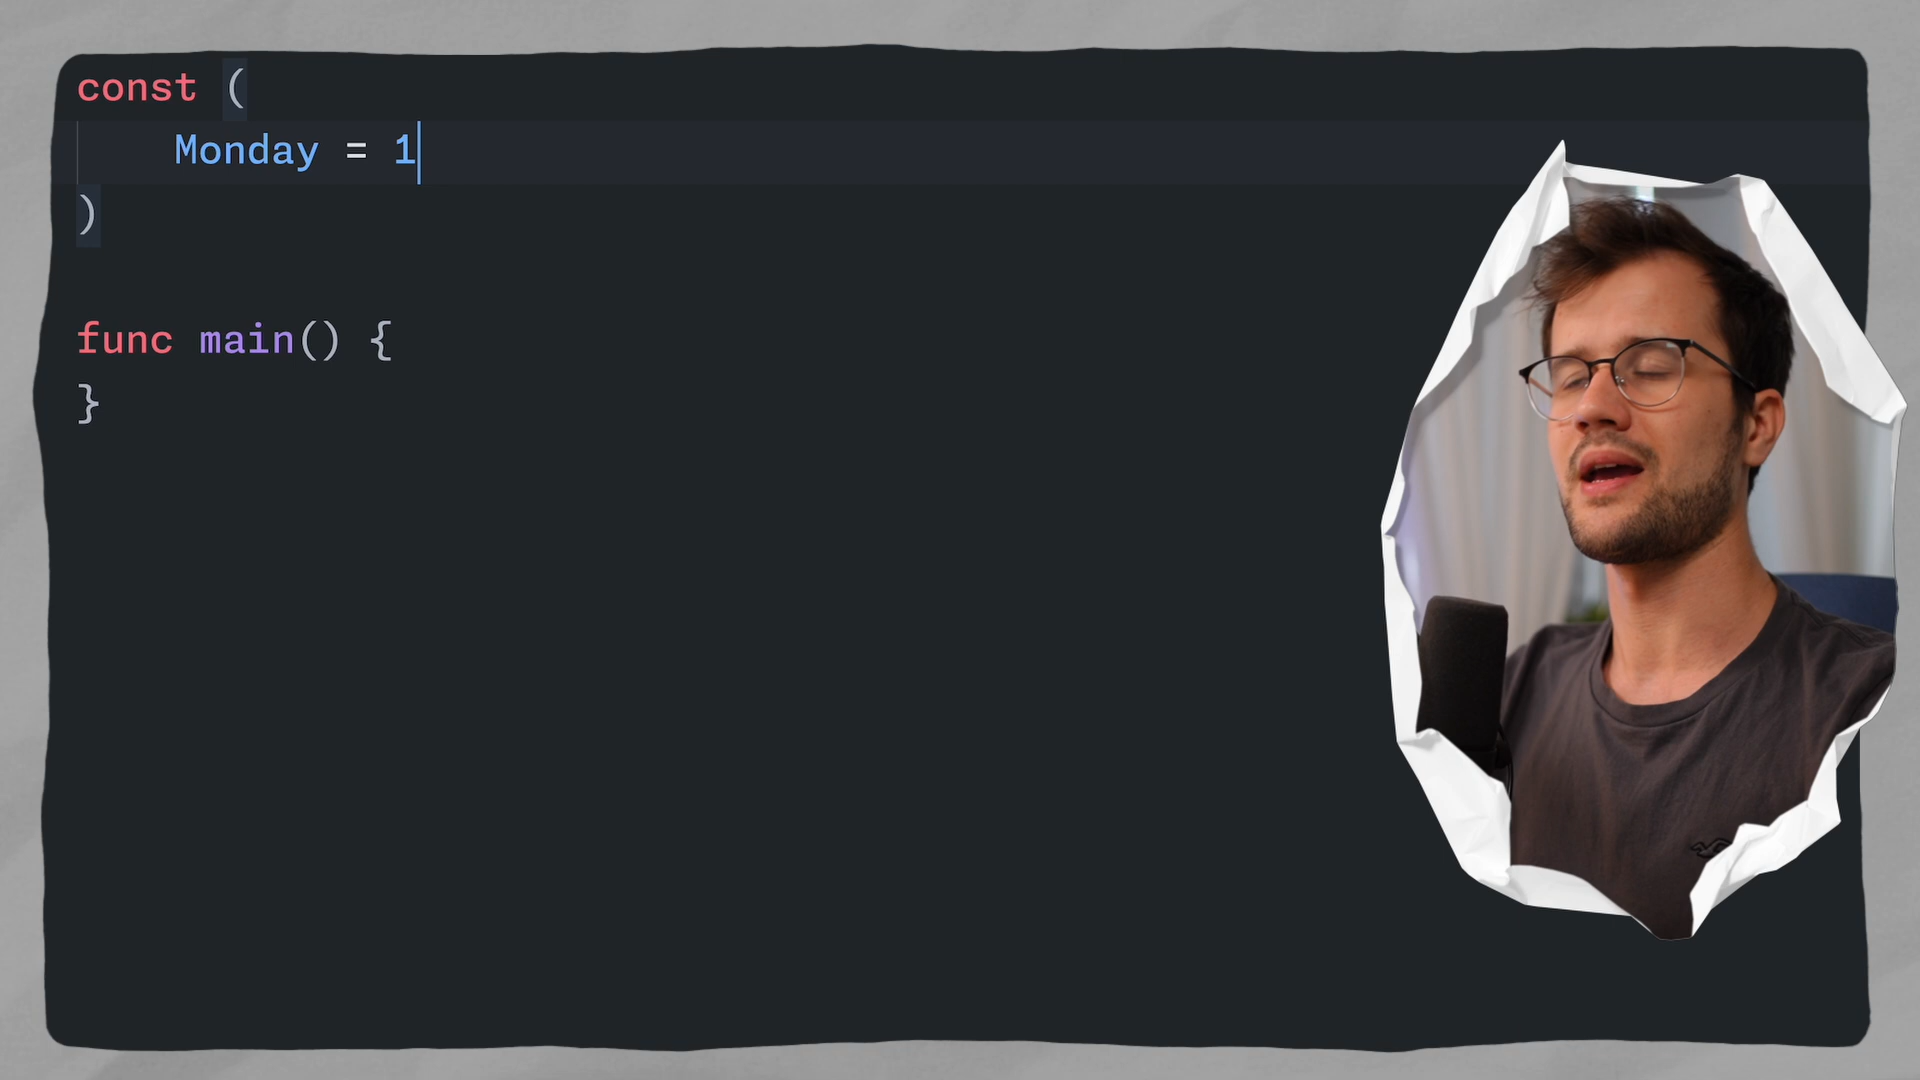 const (
    Monday = 1
)
func main() {
}